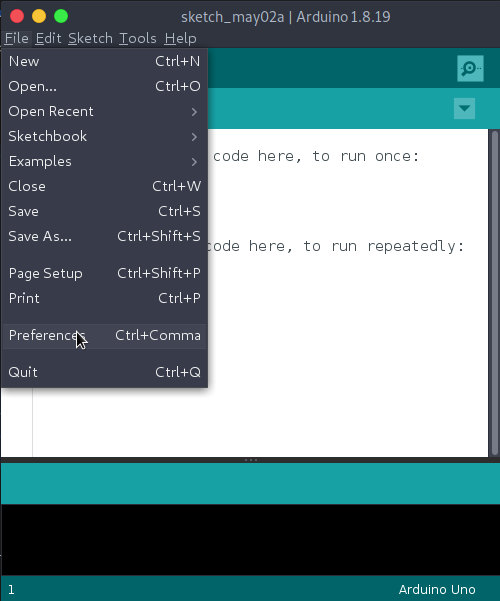 sketch_may02a | Arduino 1.8.19
File Edit Sketch Tools Help
New Ctrl+N
Open... Ctrl+O
Open Recent
Sketchbook
Examples
Close Ctrl+W
Save Ctrl+S
Save As... Ctrl+Shift+S
Page Setup Ctrl+Shift+P
Print Ctrl+P
Preferences Ctrl+Comma
Quit Ctrl+Q
code here, to run once:
code here, to run repeatedly:
1 Arduino Uno